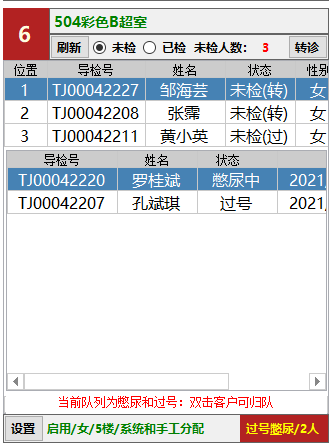 6
504彩色B超室
刷新 未检 已检 未检人数: 3 转诊
位置 导检号 姓名 状态 性别
1 TJ00042227 邹海芸 未检(转) 女
2 TJ00042208 张霈 未检(转) 女
3 TJ00042211 黄小英 未检(过) 女
导检号 姓名 状态
TJ00042220 罗桂斌 憋尿中 2021
TJ00042207 孔斌琪 过号 2021
当前队列为憋尿和过号：双击客户可归队
设置 启用/女/5楼/系统和手工分配 过号憋尿/2人